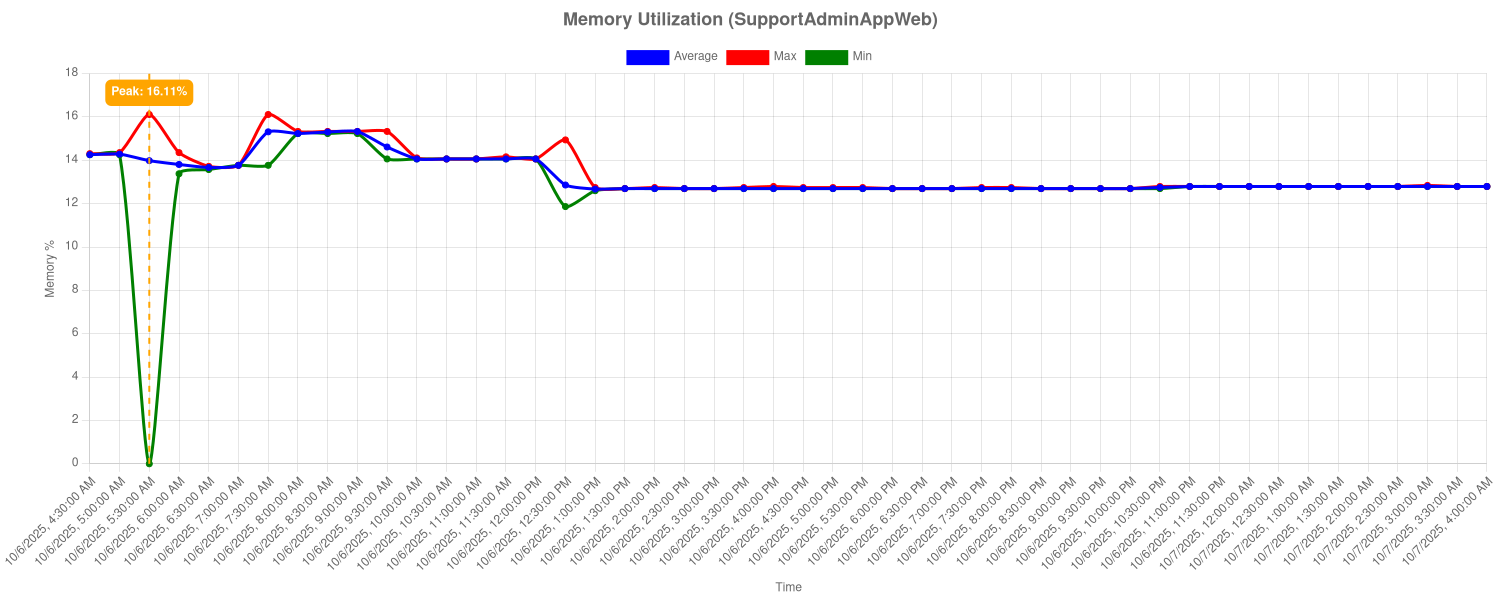 Memory Utilization (SupportAdminAppWeb)
Average Max Min
Peak: 16.11%
Memory %
18
16
14
12
10
8
6
4
2
0
10/6/2025, 4:30:00 AM
10/6/2025, 5:00:00 AM
10/6/2025, 5:30:00 AM
10/6/2025, 6:00:00 AM
10/6/2025, 6:30:00 AM
10/6/2025, 7:00:00 AM
10/6/2025, 7:30:00 AM
10/6/2025, 8:00:00 AM
10/6/2025, 8:30:00 AM
10/6/2025, 9:00:00 AM
10/6/2025, 9:30:00 AM
10/6/2025, 10:00:00 AM
10/6/2025, 10:30:00 AM
10/6/2025, 11:00:00 AM
10/6/2025, 11:30:00 AM
10/6/2025, 12:00:00 PM
10/6/2025, 12:30:00 PM
10/6/2025, 1:00:00 PM
10/6/2025, 1:30:00 PM
10/6/2025, 2:00:00 PM
10/6/2025, 2:30:00 PM
10/6/2025, 3:00:00 PM
10/6/2025, 3:30:00 PM
10/6/2025, 4:00:00 PM
10/6/2025, 4:30:00 PM
10/6/2025, 5:00:00 PM
10/6/2025, 5:30:00 PM
10/6/2025, 6:00:00 PM
10/6/2025, 6:30:00 PM
10/6/2025, 7:00:00 PM
10/6/2025, 7:30:00 PM
10/6/2025, 8:00:00 PM
10/6/2025, 8:30:00 PM
10/6/2025, 9:00:00 PM
10/6/2025, 9:30:00 PM
10/6/2025, 10:00:00 PM
10/6/2025, 10:30:00 PM
10/6/2025, 11:00:00 PM
10/6/2025, 11:30:00 PM
10/7/2025, 12:00:00 AM
10/7/2025, 12:30:00 AM
10/7/2025, 1:00:00 AM
10/7/2025, 1:30:00 AM
10/7/2025, 2:00:00 AM
10/7/2025, 2:30:00 AM
10/7/2025, 3:00:00 AM
10/7/2025, 3:30:00 AM
10/7/2025, 4:00:00 AM
Time